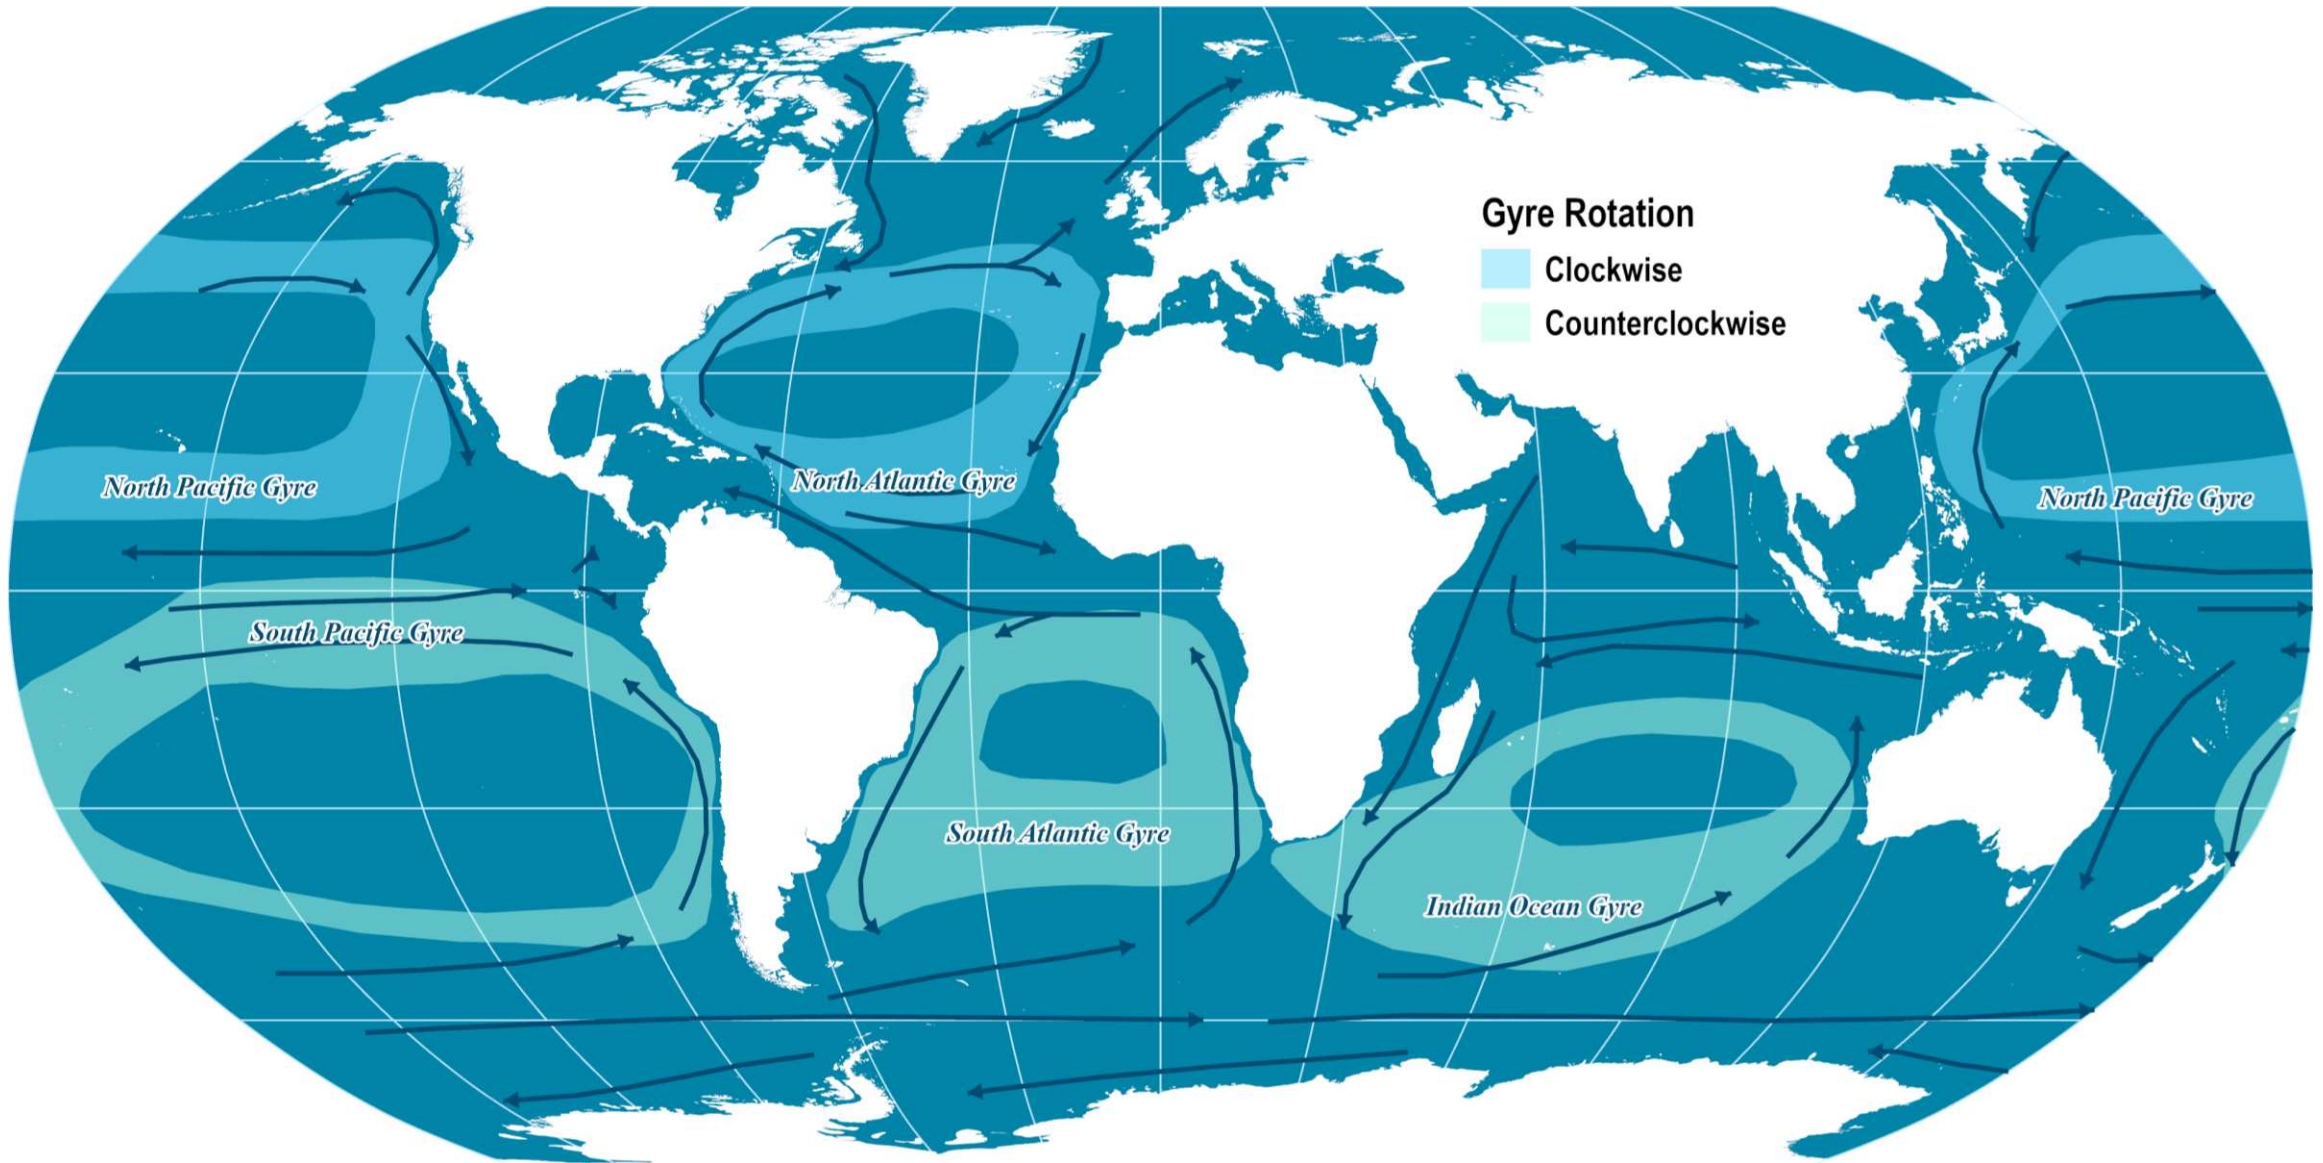 Gyre Rotation
Clockwise
Counterclockwise
North Pacific Gyre
North Atlantic Gyre
North Pacific Gyre
South Pacific Gyre
South Atlantic Gyre
Indian Ocean Gyre